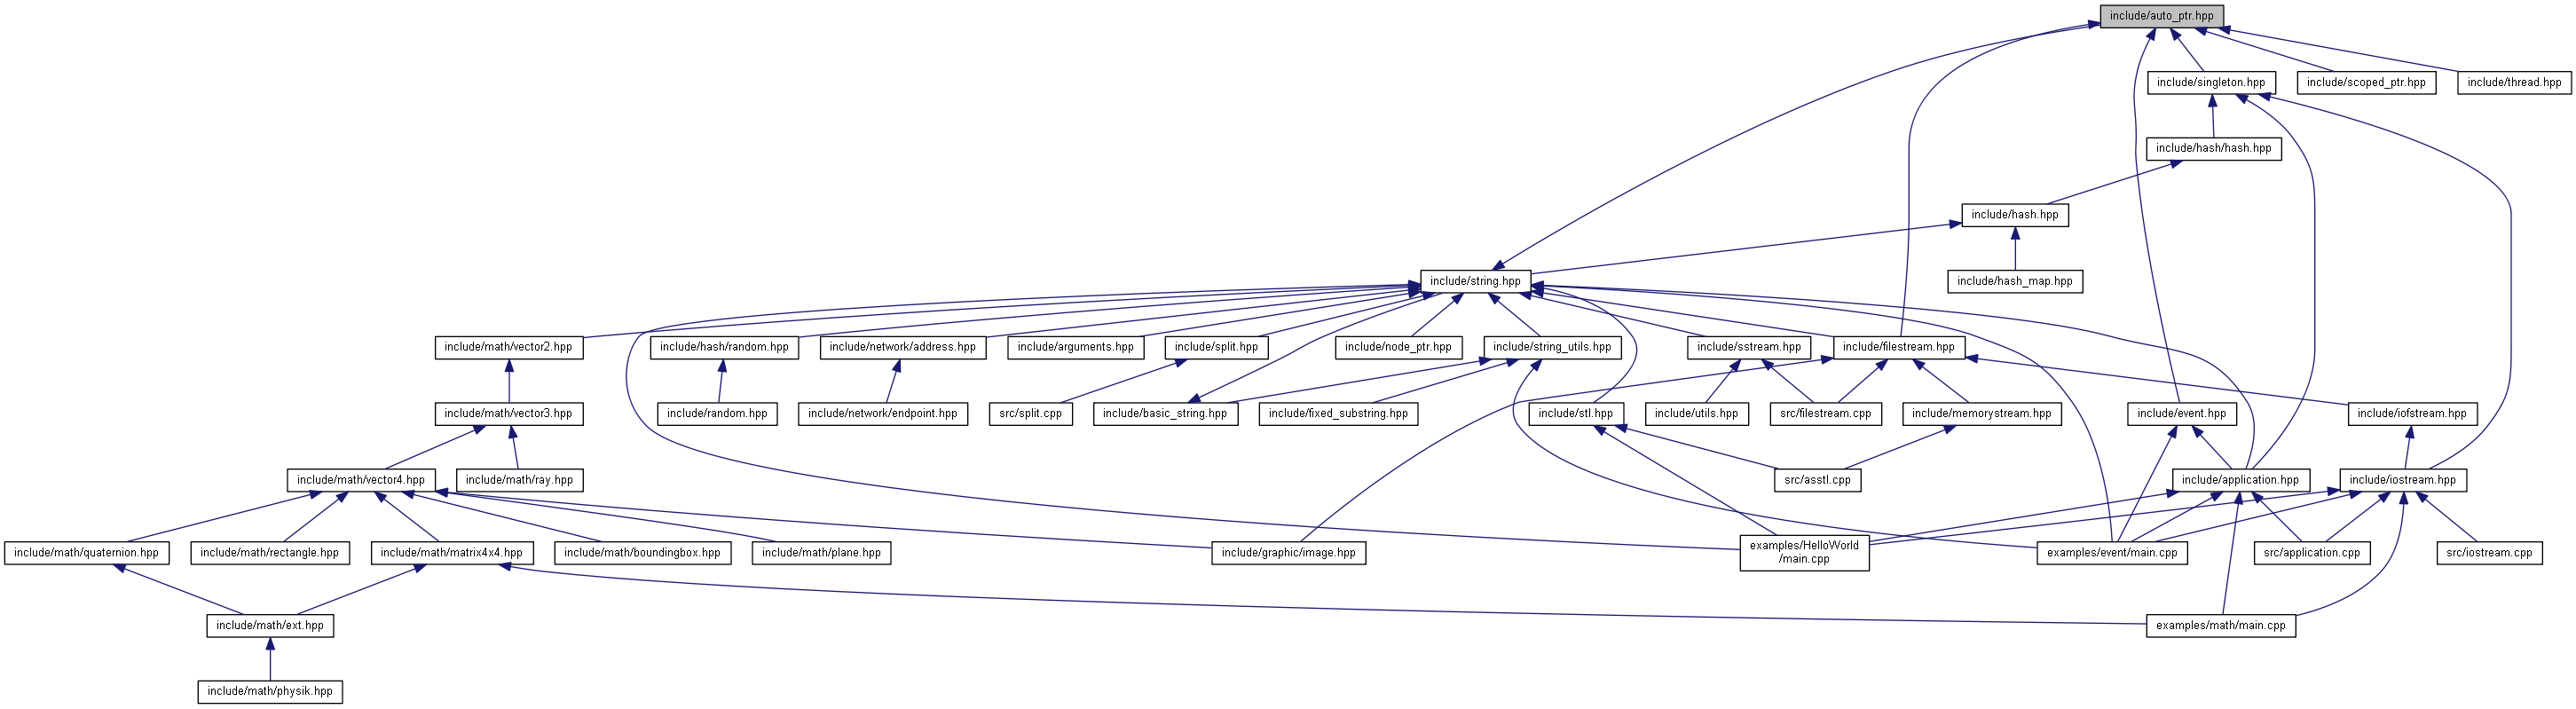 include/auto_ptr.hpp
include/singleton.hpp
include/scoped_ptr.hpp
include/thread.hpp
include/hash/hash.hpp
include/hash.hpp
include/string.hpp
include/hash_map.hpp
include/math/vector2.hpp
include/hash/random.hpp
include/network/address.hpp
include/arguments.hpp
include/split.hpp
include/node_ptr.hpp
include/string_utils.hpp
include/sstream.hpp
include/filestream.hpp
include/math/vector3.hpp
include/random.hpp
include/network/endpoint.hpp
src/split.cpp
include/basic_string.hpp
include/fixed_substring.hpp
include/stl.hpp
include/utils.hpp
src/filestream.cpp
include/memorystream.hpp
include/event.hpp
include/iofstream.hpp
include/math/vector4.hpp
include/math/ray.hpp
src/asstl.cpp
include/application.hpp
include/iostream.hpp
include/math/quaternion.hpp
include/math/rectangle.hpp
include/math/matrix4x4.hpp
include/math/boundingbox.hpp
include/math/plane.hpp
include/graphic/image.hpp
examples/HelloWorld
/main.cpp
examples/event/main.cpp
src/application.cpp
src/iostream.cpp
include/math/ext.hpp
examples/math/main.cpp
include/math/physik.hpp